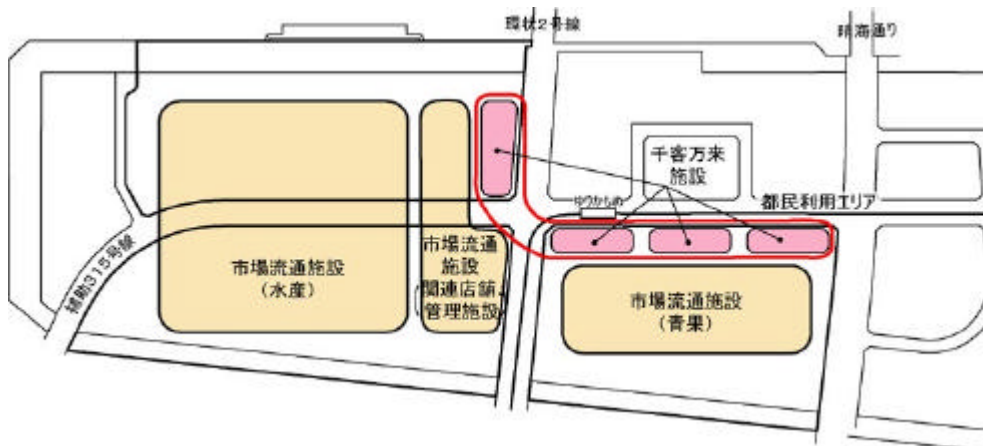 環状2号線
晴海通り
千客万来
施設
ゆりかもめ
都民利用エリア
補助315号線
市場流通施設
(水産)
市場流通
施設
関連店舗、
管理施設
市場流通施設
(青果)